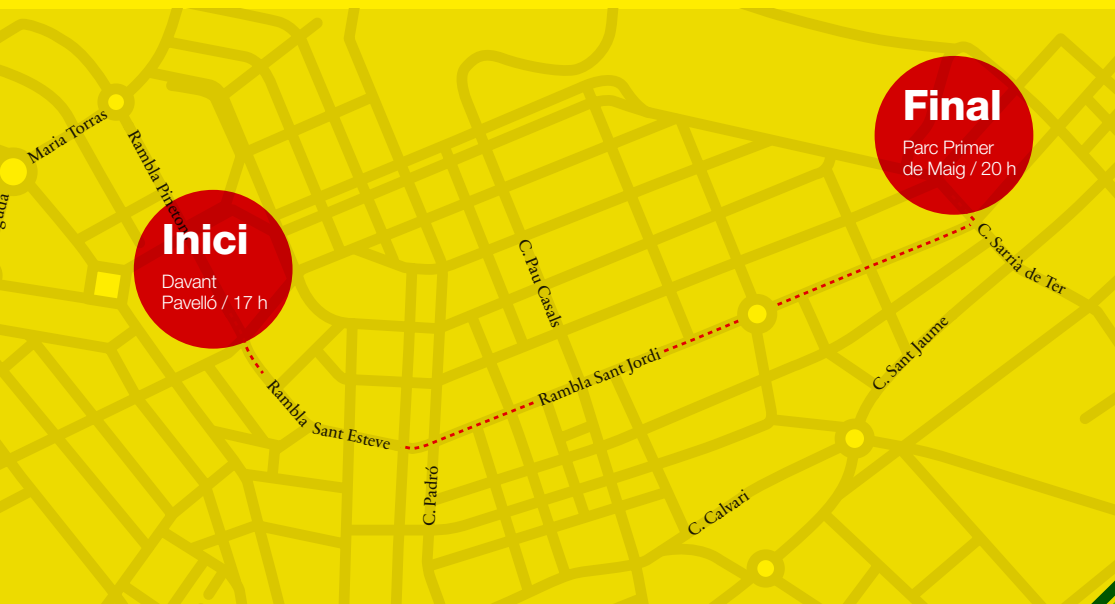 Maria Torras
Rambla Pinetons
Inici
Davant
Pavelló / 17 h
Final
Parc Primer
de Maig / 20 h
C. Sarrià de Ter
C. Pau Casals
C. Sant Jaume
Rambla Sant Jordi
Rambla Sant Esteve
C. Padró
C. Calvari